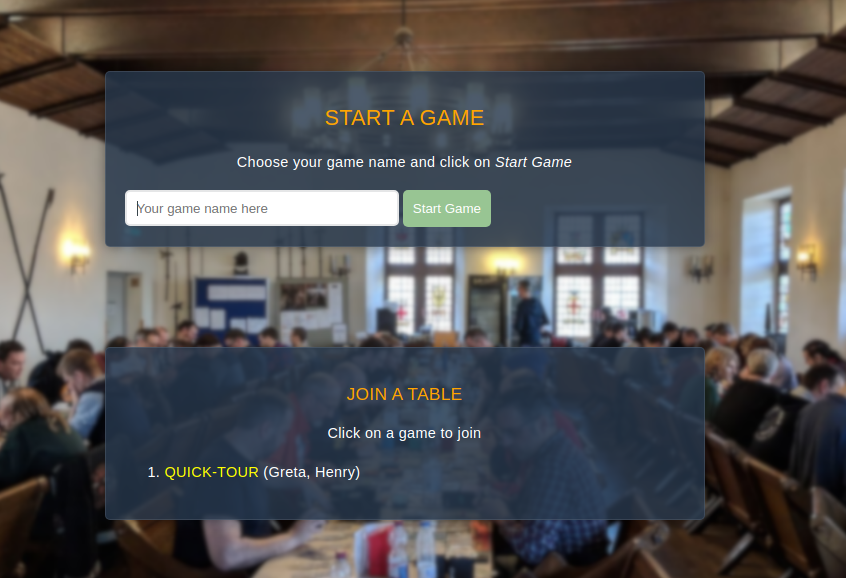 START A GAME
Choose your game name and click on Start Game
Your game name here
Start Game
JOIN A TABLE
Click on a game to join
1. QUICK-TOUR (Greta, Henry)